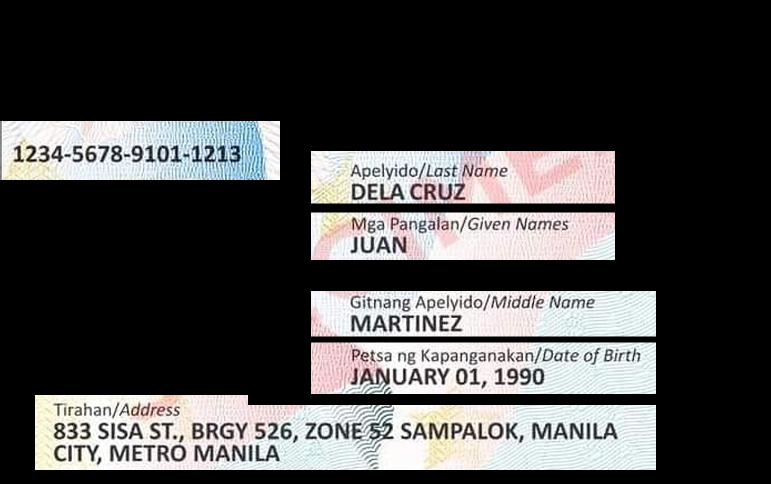 1234-5678-9101-1213
Apelyido/Last Name
DELA CRUZ
Mga Pangalan/Given Names
JUAN
Gitnang Apelyido/Middle Name
MARTINEZ
Petsa ng Kapanganakan/Date of Birth
JANUARY 01, 1990
Tirahan/Address
833 SISA ST., BRGY 526, ZONE 52 SAMPALOK, MANILA
CITY, METRO MANILA